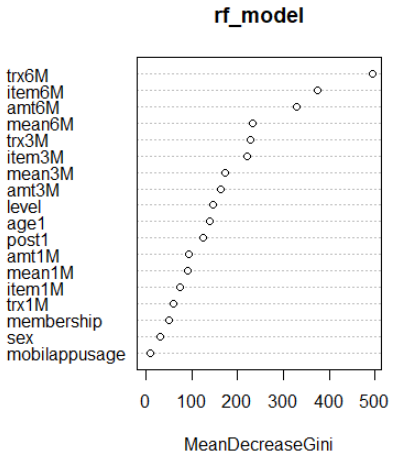 rf_model
trx6M
item6M
amt6M
mean6M
trx3M
item3M
mean3M
amt3M
level
age1
post1
amt1M
mean1M
item1M
trx1M
membership
sex
mobilappusage
0 100 200 300 400 500
MeanDecreaseGini